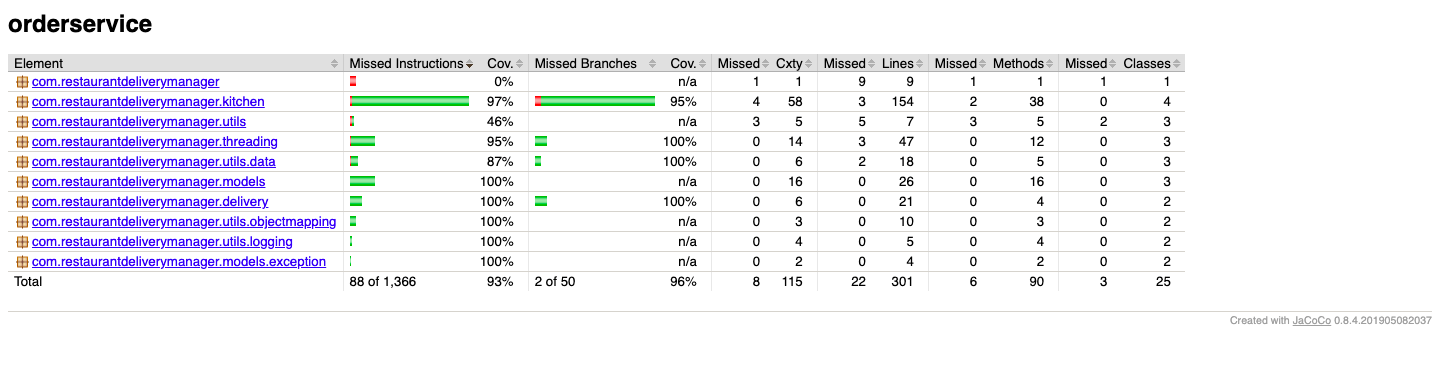 orderservice
Element Missed Instructions Cov. Missed Branches Cov. Missed Cxty Missed Lines Missed Methods Missed Classes
com.restaurantdeliverymanager 0% n/a 1 1 9 9 1 1 1 1
com.restaurantdeliverymanager.kitchen 97% 95% 4 58 3 154 2 38 0 4
com.restaurantdeliverymanager.utils 46% n/a 3 5 5 7 3 5 2 3
com.restaurantdeliverymanager.threading 95% 100% 0 14 3 47 0 12 0 3
com.restaurantdeliverymanager.utils.data 87% 100% 0 6 2 18 0 5 0 3
com.restaurantdeliverymanager.models 100% n/a 0 16 0 26 0 16 0 3
com.restaurantdeliverymanager.delivery 100% 100% 0 6 0 21 0 4 0 2
com.restaurantdeliverymanager.utils.objectmapping 100% n/a 0 3 0 10 0 3 0 2
com.restaurantdeliverymanager.utils.logging 100% n/a 0 4 0 5 0 4 0 2
com.restaurantdeliverymanager.models.exception 100% n/a 0 2 0 4 0 2 0 2
Total 88 of 1,366 93% 2 of 50 96% 8 115 22 301 6 90 3 25
Created with JaCoCo 0.8.4.201905082037